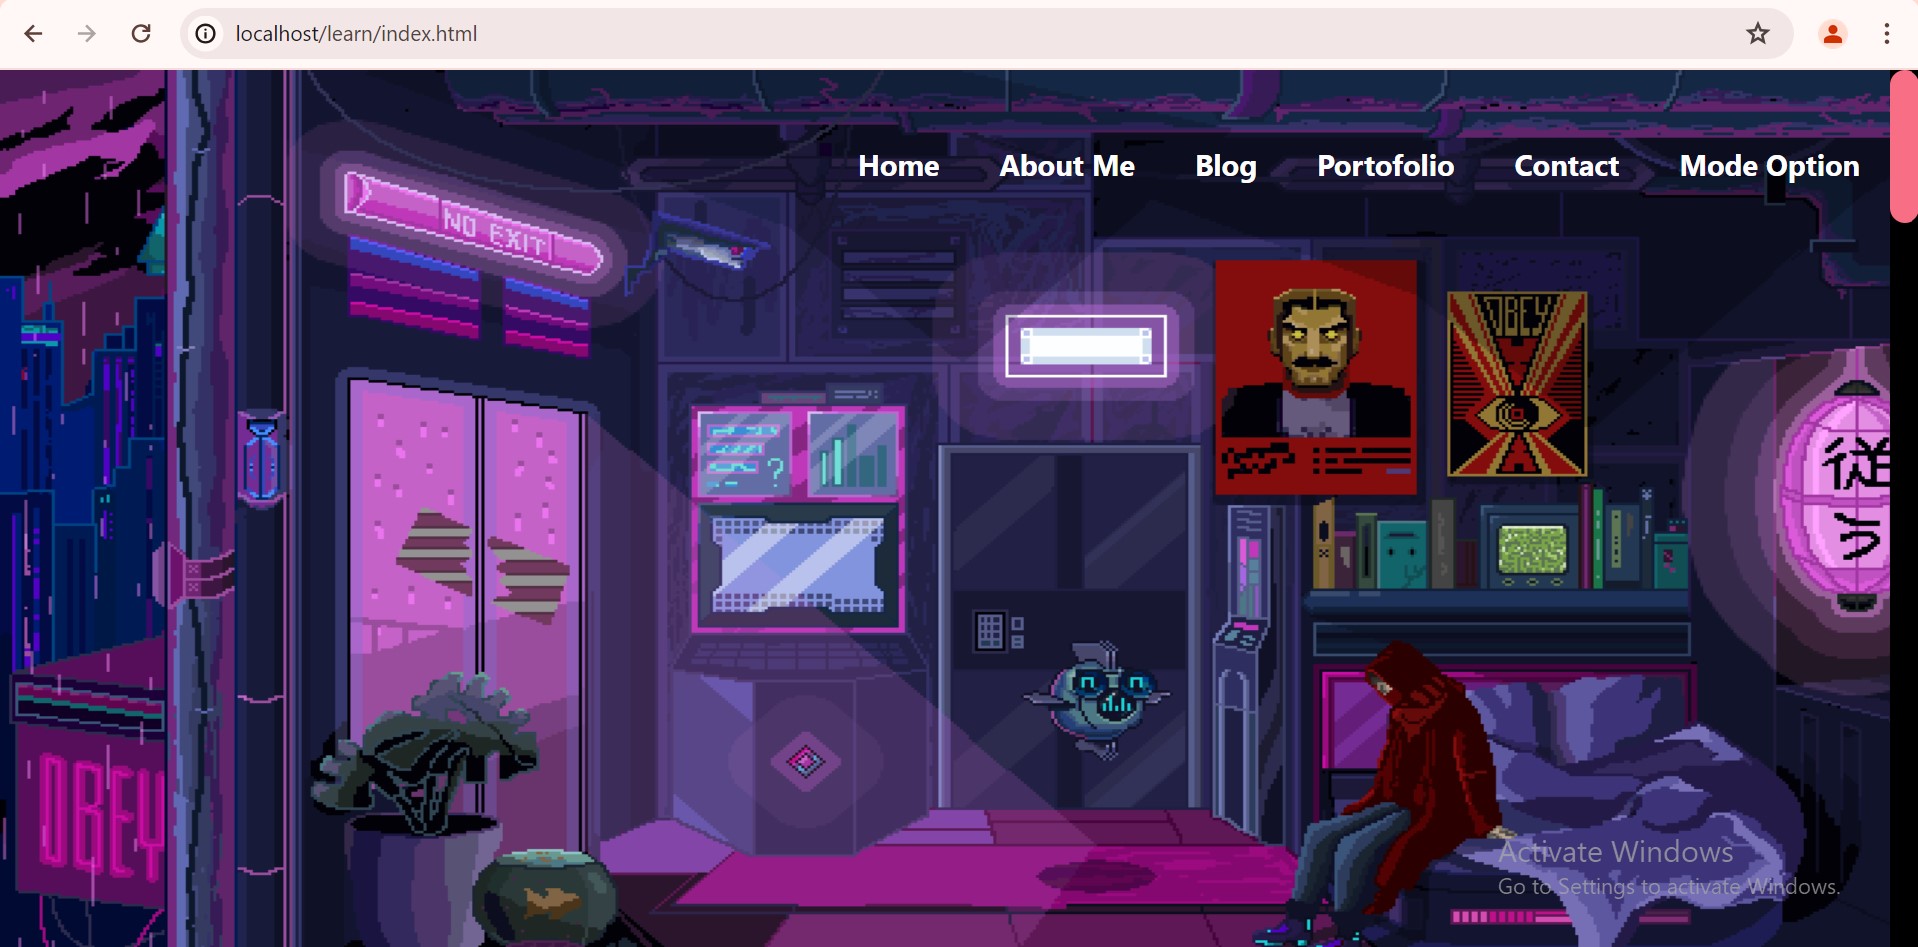 localhost/learn/index.html
Home About Me Blog Portofolio Contact Mode Option
NO EXIT
OBEY
?
従
う
OBEY
Activate Windows
Go to Settings to activate Windows.